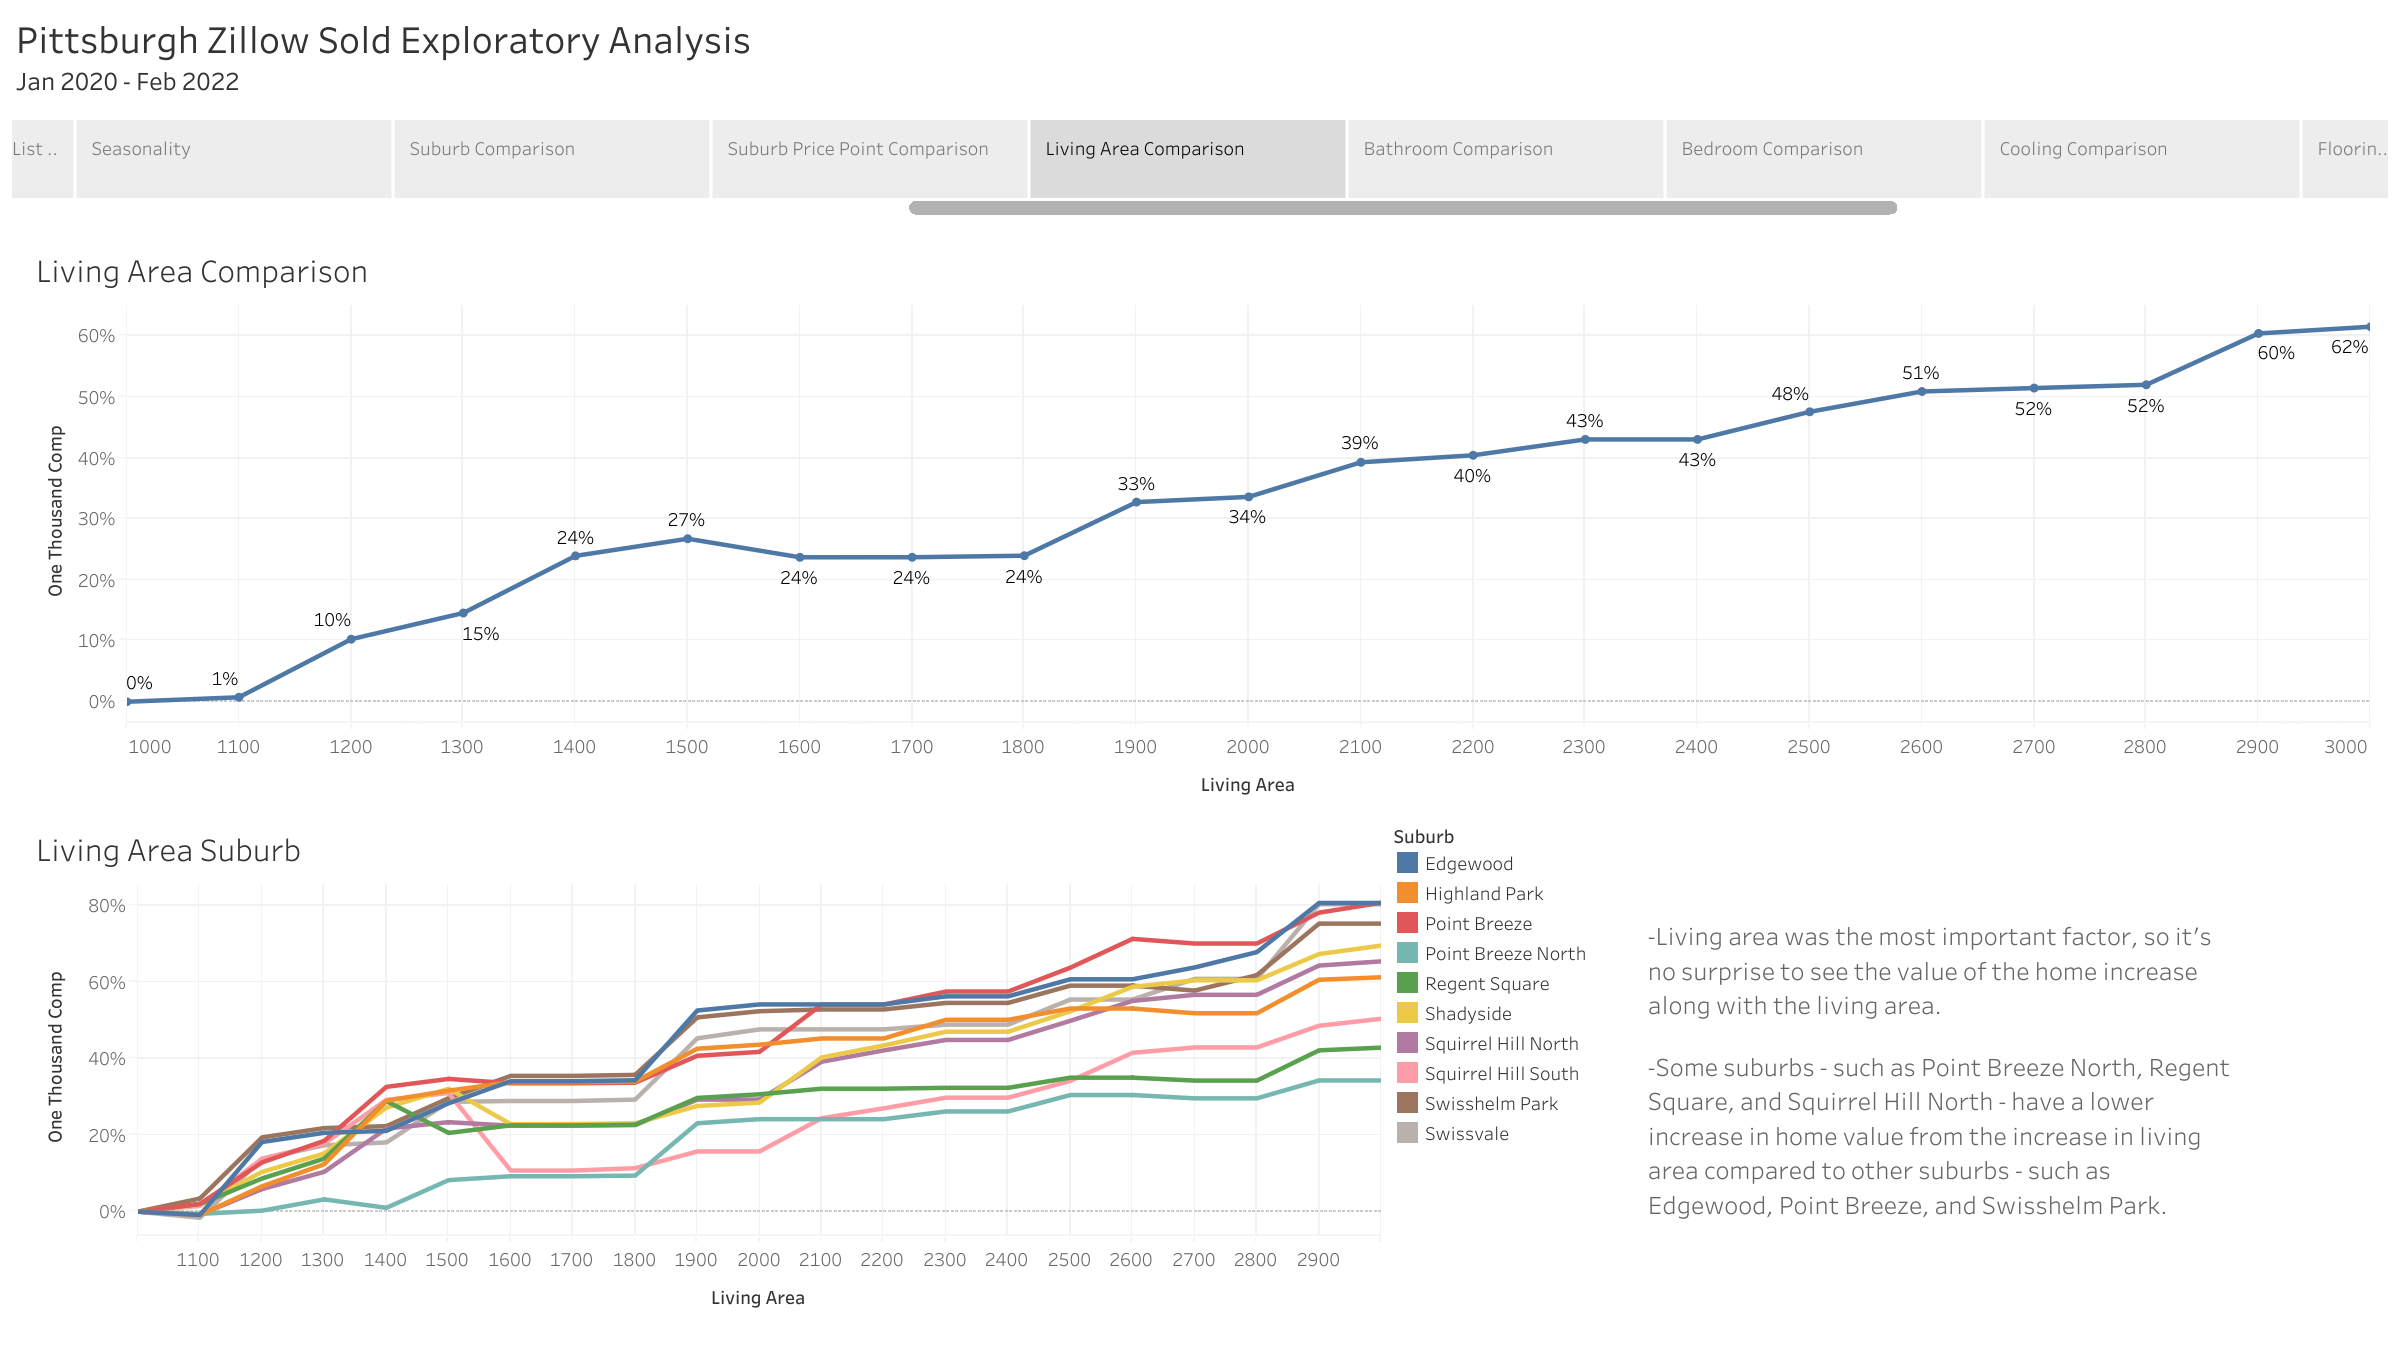 Pittsburgh Zillow Sold Exploratory Analysis
Jan 2020 - Feb 2022
List .. Seasonality Suburb Comparison Suburb Price Point Comparison Living Area Comparison Bathroom Comparison Bedroom Comparison Cooling Comparison Floorin..
Living Area Comparison
One Thousand Comp
60%
50%
40%
30%
20%
10%
0%
0% 1% 10% 15% 24% 27% 24% 24% 24% 33% 34% 39% 40% 43% 43% 48% 51% 52% 52% 60% 62%
1000 1100 1200 1300 1400 1500 1600 1700 1800 1900 2000 2100 2200 2300 2400 2500 2600 2700 2800 2900 3000
Living Area
Living Area Suburb
One Thousand Comp
80%
60%
40%
20%
0%
1100 1200 1300 1400 1500 1600 1700 1800 1900 2000 2100 2200 2300 2400 2500 2600 2700 2800 2900
Living Area
Suburb
Edgewood
Highland Park
Point Breeze
Point Breeze North
Regent Square
Shadyside
Squirrel Hill North
Squirrel Hill South
Swisshelm Park
Swissvale
-Living area was the most important factor, so it's
no surprise to see the value of the home increase
along with the living area.
-Some suburbs - such as Point Breeze North, Regent
Square, and Squirrel Hill North - have a lower
increase in home value from the increase in living
area compared to other suburbs - such as
Edgewood, Point Breeze, and Swisshelm Park.